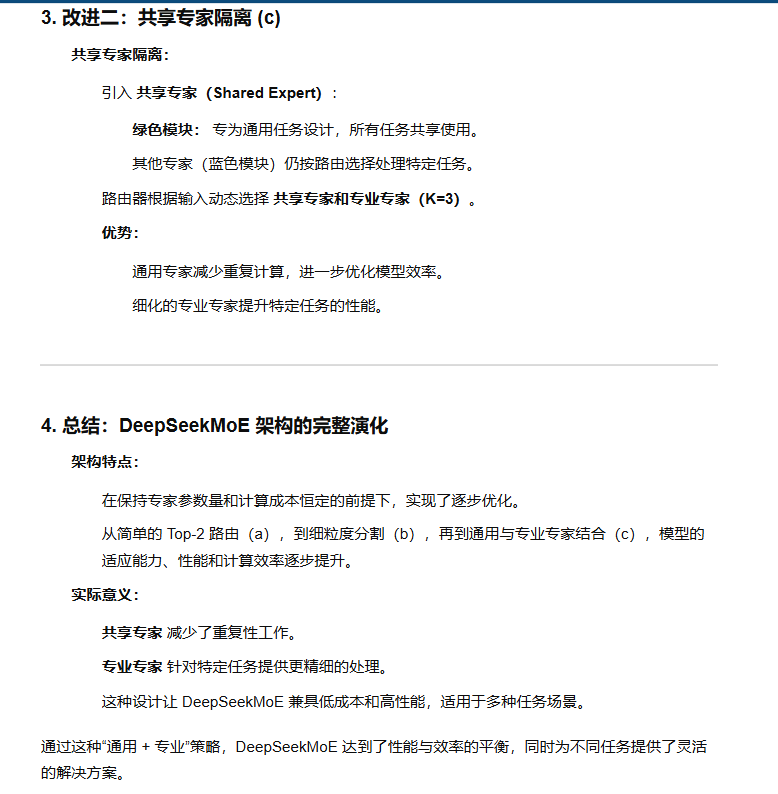 3. 改进二：共享专家隔离 (c)
共享专家隔离：
引入 共享专家（Shared Expert）：
绿色模块： 专为通用任务设计，所有任务共享使用。
其他专家（蓝色模块）仍按路由选择处理特定任务。
路由器根据输入动态选择 共享专家和专业专家（K=3）。
优势：
通用专家减少重复计算，进一步优化模型效率。
细化的专业专家提升特定任务的性能。
4. 总结：DeepSeekMoE 架构的完整演化
架构特点：
在保持专家参数量和计算成本恒定的前提下，实现了逐步优化。
从简单的 Top-2 路由（a），到细粒度分割（b），再到通用与专业专家结合（c），模型的
适应能力、性能和计算效率逐步提升。
实际意义：
共享专家 减少了重复性工作。
专业专家 针对特定任务提供更精细的处理。
这种设计让 DeepSeekMoE 兼具低成本和高性能，适用于多种任务场景。
通过这种“通用 + 专业”策略，DeepSeekMoE 达到了性能与效率的平衡，同时为不同任务提供了灵活
的解决方案。